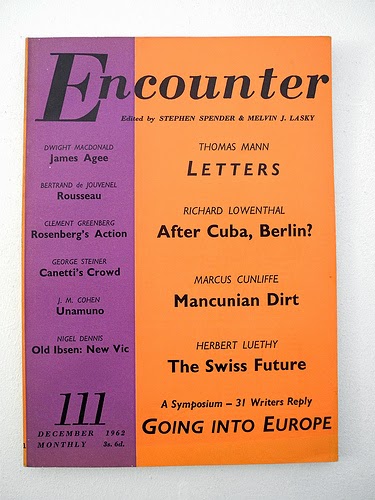 Encounter
Edited by STEPHEN SPENDER & MELVIN J. LASKY
DWIGHT MACDONALD
James Agee
BERTRAND de JOUVENEL
Rousseau
CLEMENT GREENBERG
Rosenberg's Action
GEORGE STEINER
Canetti's Crowd
J. M. COHEN
Unamuno
NIGEL DENNIS
Old Ibsen: New Vic
111
DECEMBER 1962
MONTHLY 3s. 6d.
THOMAS MANN
LETTERS
RICHARD LOWENTHAL
After Cuba, Berlin?
MARCUS CUNLIFFE
Mancunian Dirt
HERBERT LUETHY
The Swiss Future
A Symposium – 31 Writers Reply
GOING INTO EUROPE